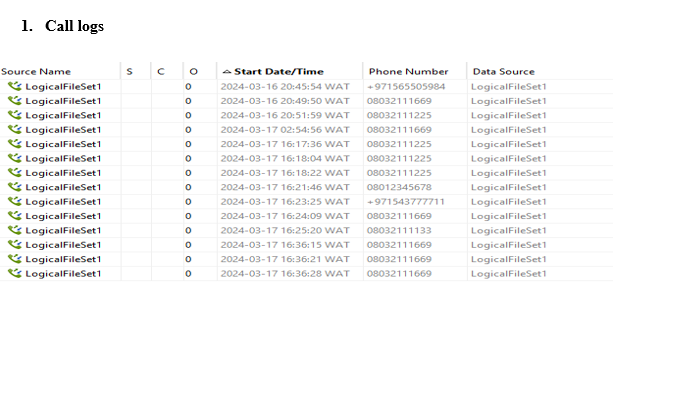 1. Call logs
Source Name S C O Start Date/Time Phone Number Data Source
LogicalFileSet1 0 2024-03-16 20:45:54 WAT +971565505984 LogicalFileSet1
LogicalFileSet1 0 2024-03-16 20:49:50 WAT 08032111669 LogicalFileSet1
LogicalFileSet1 0 2024-03-16 20:51:59 WAT 08032111225 LogicalFileSet1
LogicalFileSet1 0 2024-03-17 02:54:56 WAT 08032111669 LogicalFileSet1
LogicalFileSet1 0 2024-03-17 16:17:36 WAT 08032111225 LogicalFileSet1
LogicalFileSet1 0 2024-03-17 16:18:04 WAT 08032111225 LogicalFileSet1
LogicalFileSet1 0 2024-03-17 16:18:22 WAT 08032111225 LogicalFileSet1
LogicalFileSet1 0 2024-03-17 16:21:46 WAT 08012345678 LogicalFileSet1
LogicalFileSet1 0 2024-03-17 16:23:25 WAT +971543777711 LogicalFileSet1
LogicalFileSet1 0 2024-03-17 16:24:09 WAT 08032111669 LogicalFileSet1
LogicalFileSet1 0 2024-03-17 16:25:20 WAT 08032111133 LogicalFileSet1
LogicalFileSet1 0 2024-03-17 16:36:15 WAT 08032111669 LogicalFileSet1
LogicalFileSet1 0 2024-03-17 16:36:21 WAT 08032111669 LogicalFileSet1
LogicalFileSet1 0 2024-03-17 16:36:28 WAT 08032111669 LogicalFileSet1